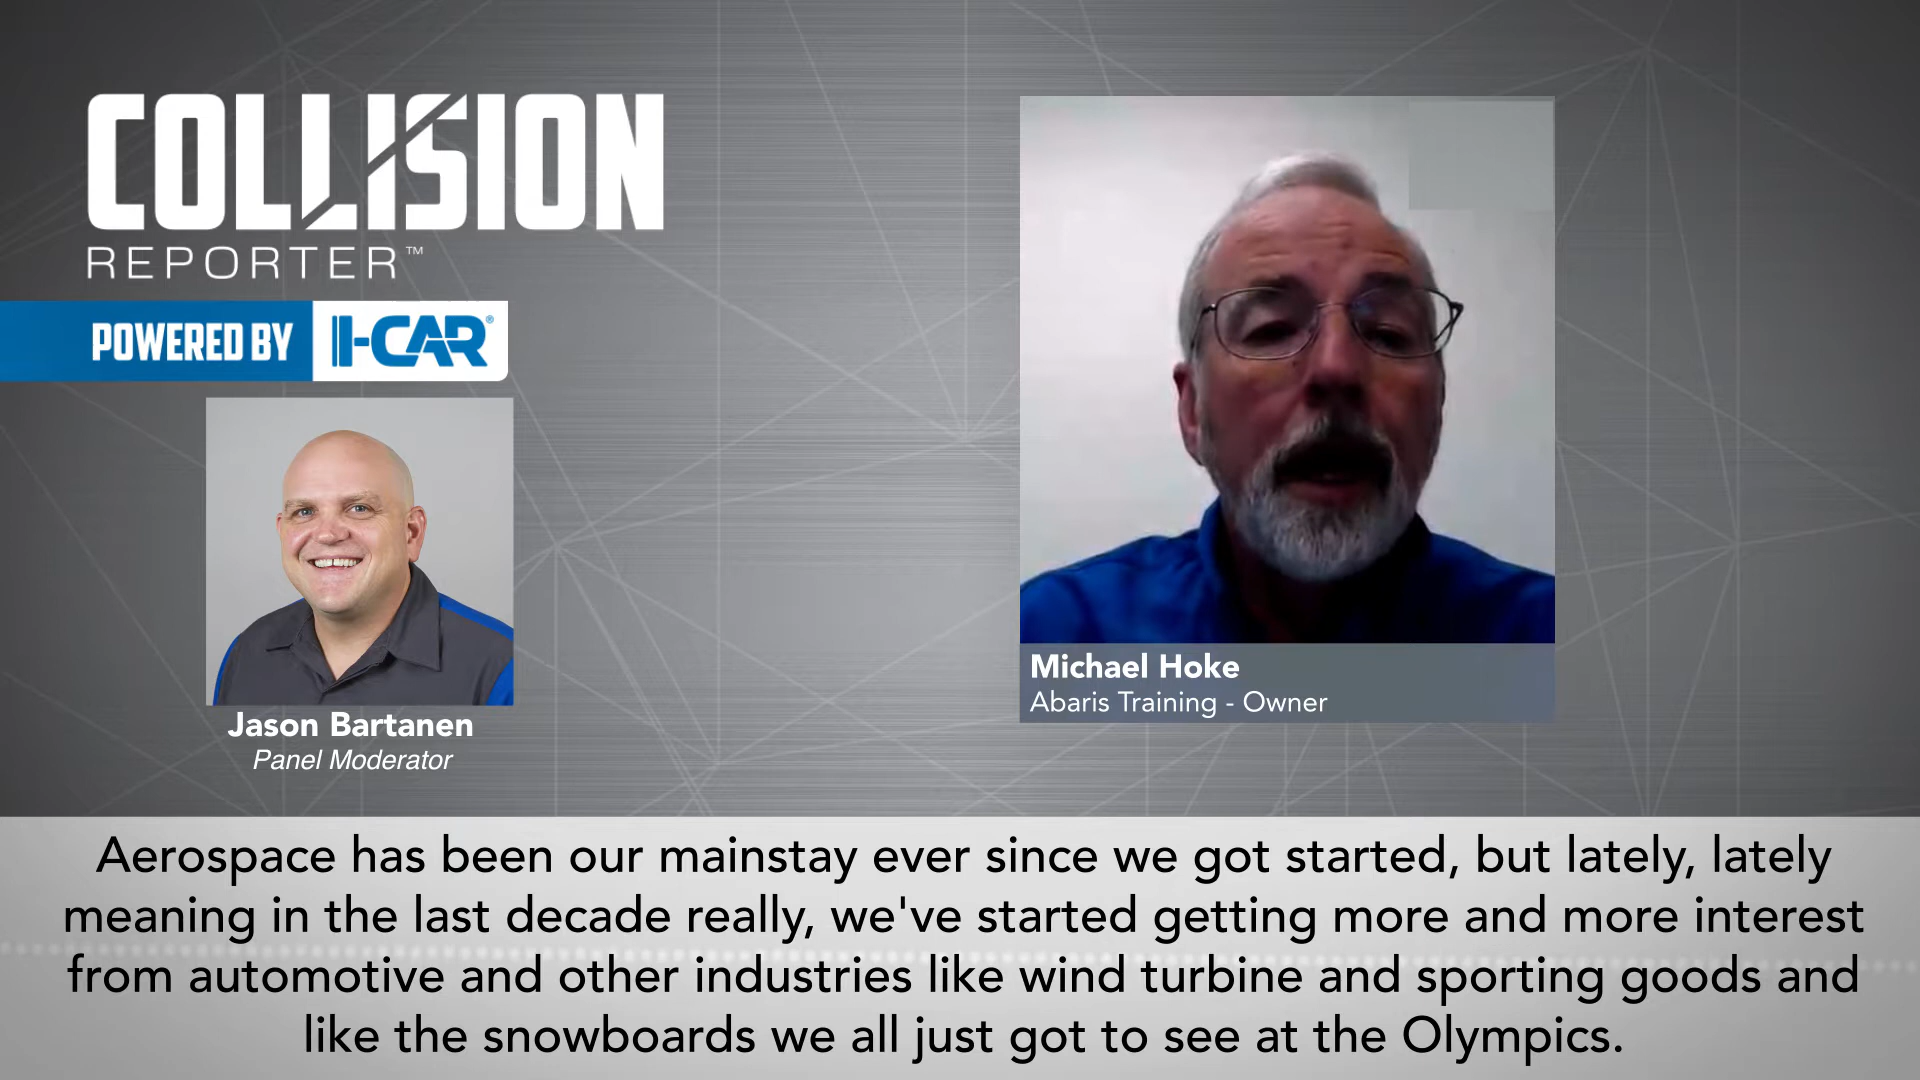 COLLISION
REPORTER™
POWERED BY I-CAR®
Jason Bartanen
Panel Moderator
Michael Hoke
Abaris Training - Owner
Aerospace has been our mainstay ever since we got started, but lately, lately
meaning in the last decade really, we've started getting more and more interest
from automotive and other industries like wind turbine and sporting goods and
like the snowboards we all just got to see at the Olympics.